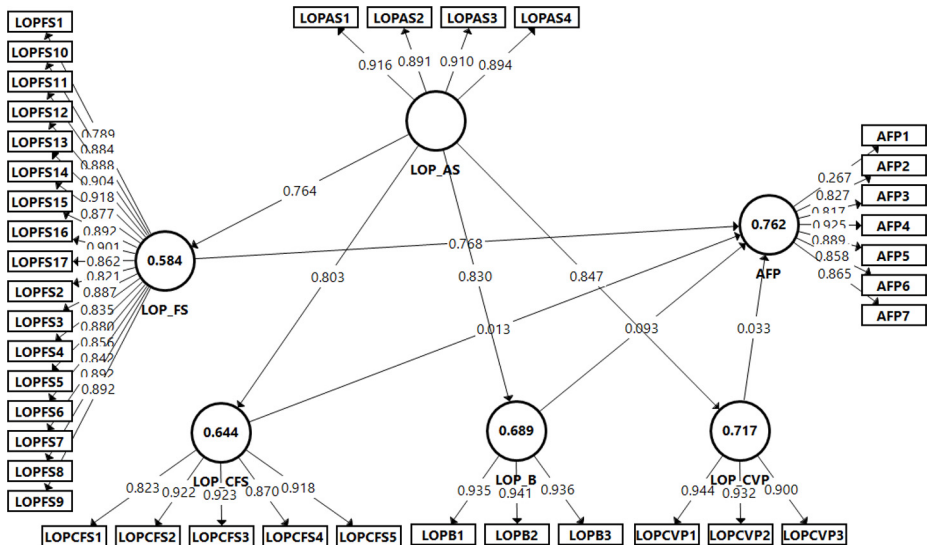 LOPAS1 LOPAS2 LOPAS3 LOPAS4
0.916 0.891 0.910 0.894
LOP_AS
LOPFS1
LOPFS10
LOPFS11
LOPFS12
LOPFS13
LOPFS14
LOPFS15
LOPFS16
LOPFS17
LOPFS2
LOPFS3
LOPFS4
LOPFS5
LOPFS6
LOPFS7
LOPFS8
LOPFS9
0.789
0.884
0.888
0.904
0.918
0.877
0.892
0.901
0.862
0.821
0.887
0.835
0.880
0.856
0.842
0.892
0.892
0.584
LOP_FS
0.764
0.803
0.830
0.847
0.768
0.013
0.093
0.033
0.762
AFP
0.267
0.827
0.817
0.925
0.889
0.858
0.865
AFP1
AFP2
AFP3
AFP4
AFP5
AFP6
AFP7
0.644
LOP_CFS
0.823 0.922 0.923 0.870 0.918
LOPCFS1 LOPCFS2 LOPCFS3 LOPCFS4 LOPCFS5
0.689
LOP_B
0.935 0.941 0.936
LOPB1 LOPB2 LOPB3
0.717
LOP_CVP
0.944 0.932 0.900
LOPCVP1 LOPCVP2 LOPCVP3